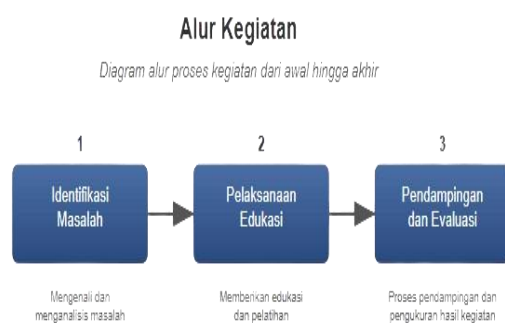 Alur Kegiatan
Diagram alur proses kegiatan dari awal hingga akhir
1
Identifikasi
Masalah
Mengenali dan
menganalisis masalah
2
Pelaksanaan
Edukasi
Memberikan edukasi
dan pelatihan
3
Pendampingan
dan Evaluasi
Proses pendampingan dan
pengukuran hasil kegiatan